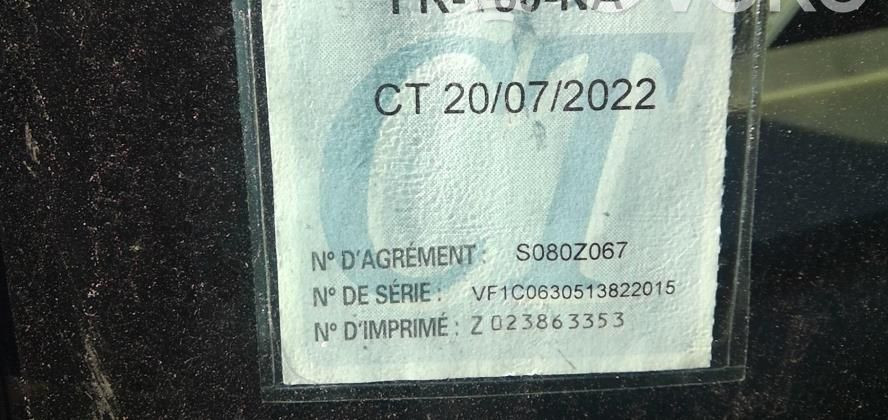 CT 20/07/2022
N° D'AGRÉMENT : S080Z067
N° DE SÉRIE : VF1C0630513822015
N° D'IMPRIMÉ : Z 023863353